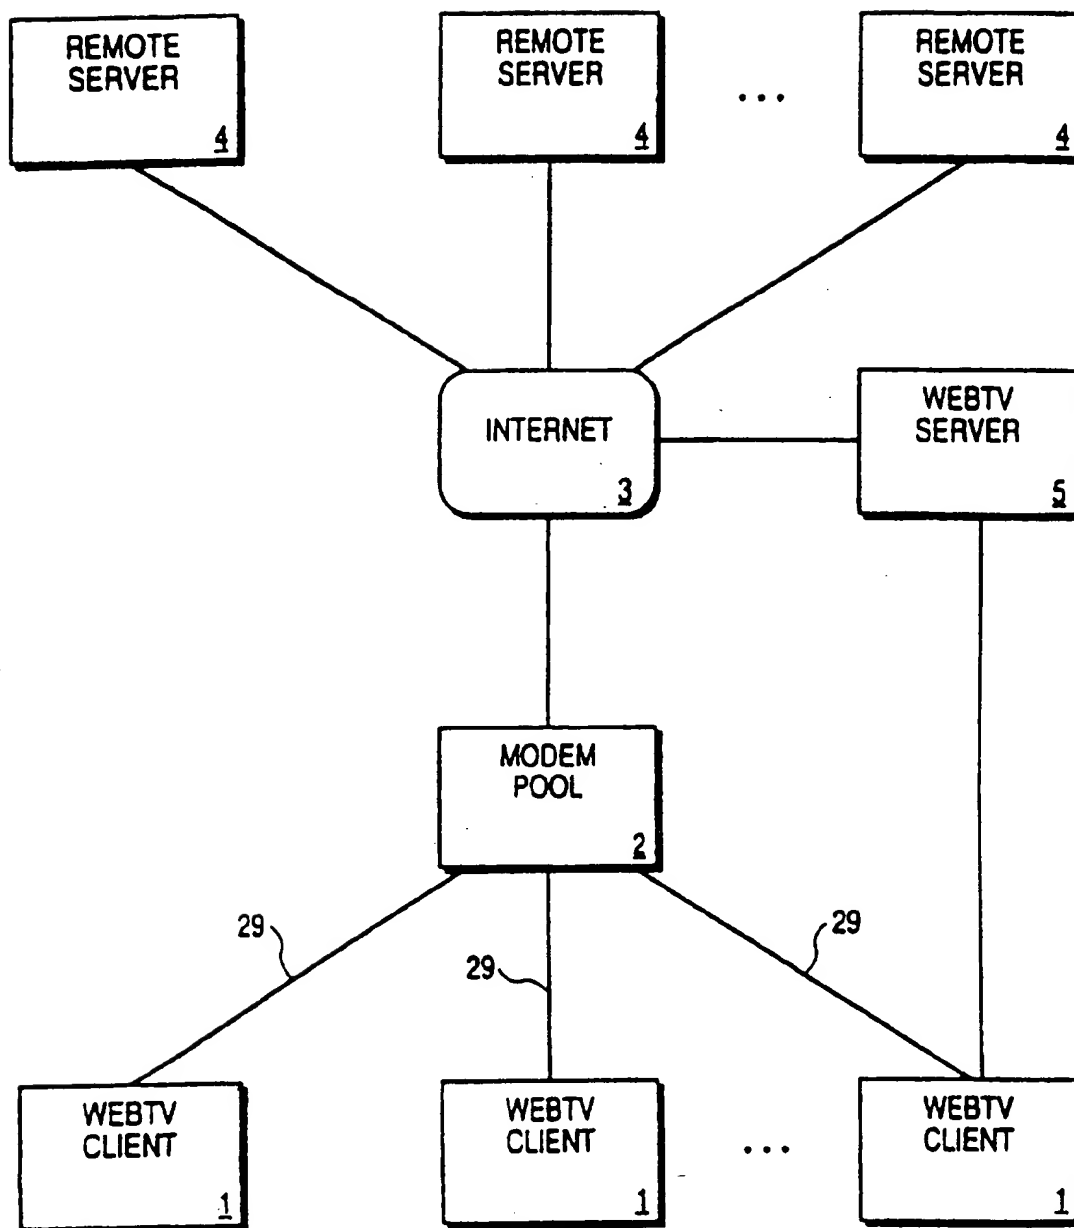 REMOTE
SERVER
4
REMOTE
SERVER
4
...
REMOTE
SERVER
4
INTERNET
3
WEBTV
SERVER
5
MODEM
POOL
2
29
29
29
WEBTV
CLIENT
1
WEBTV
CLIENT
1
...
WEBTV
CLIENT
1